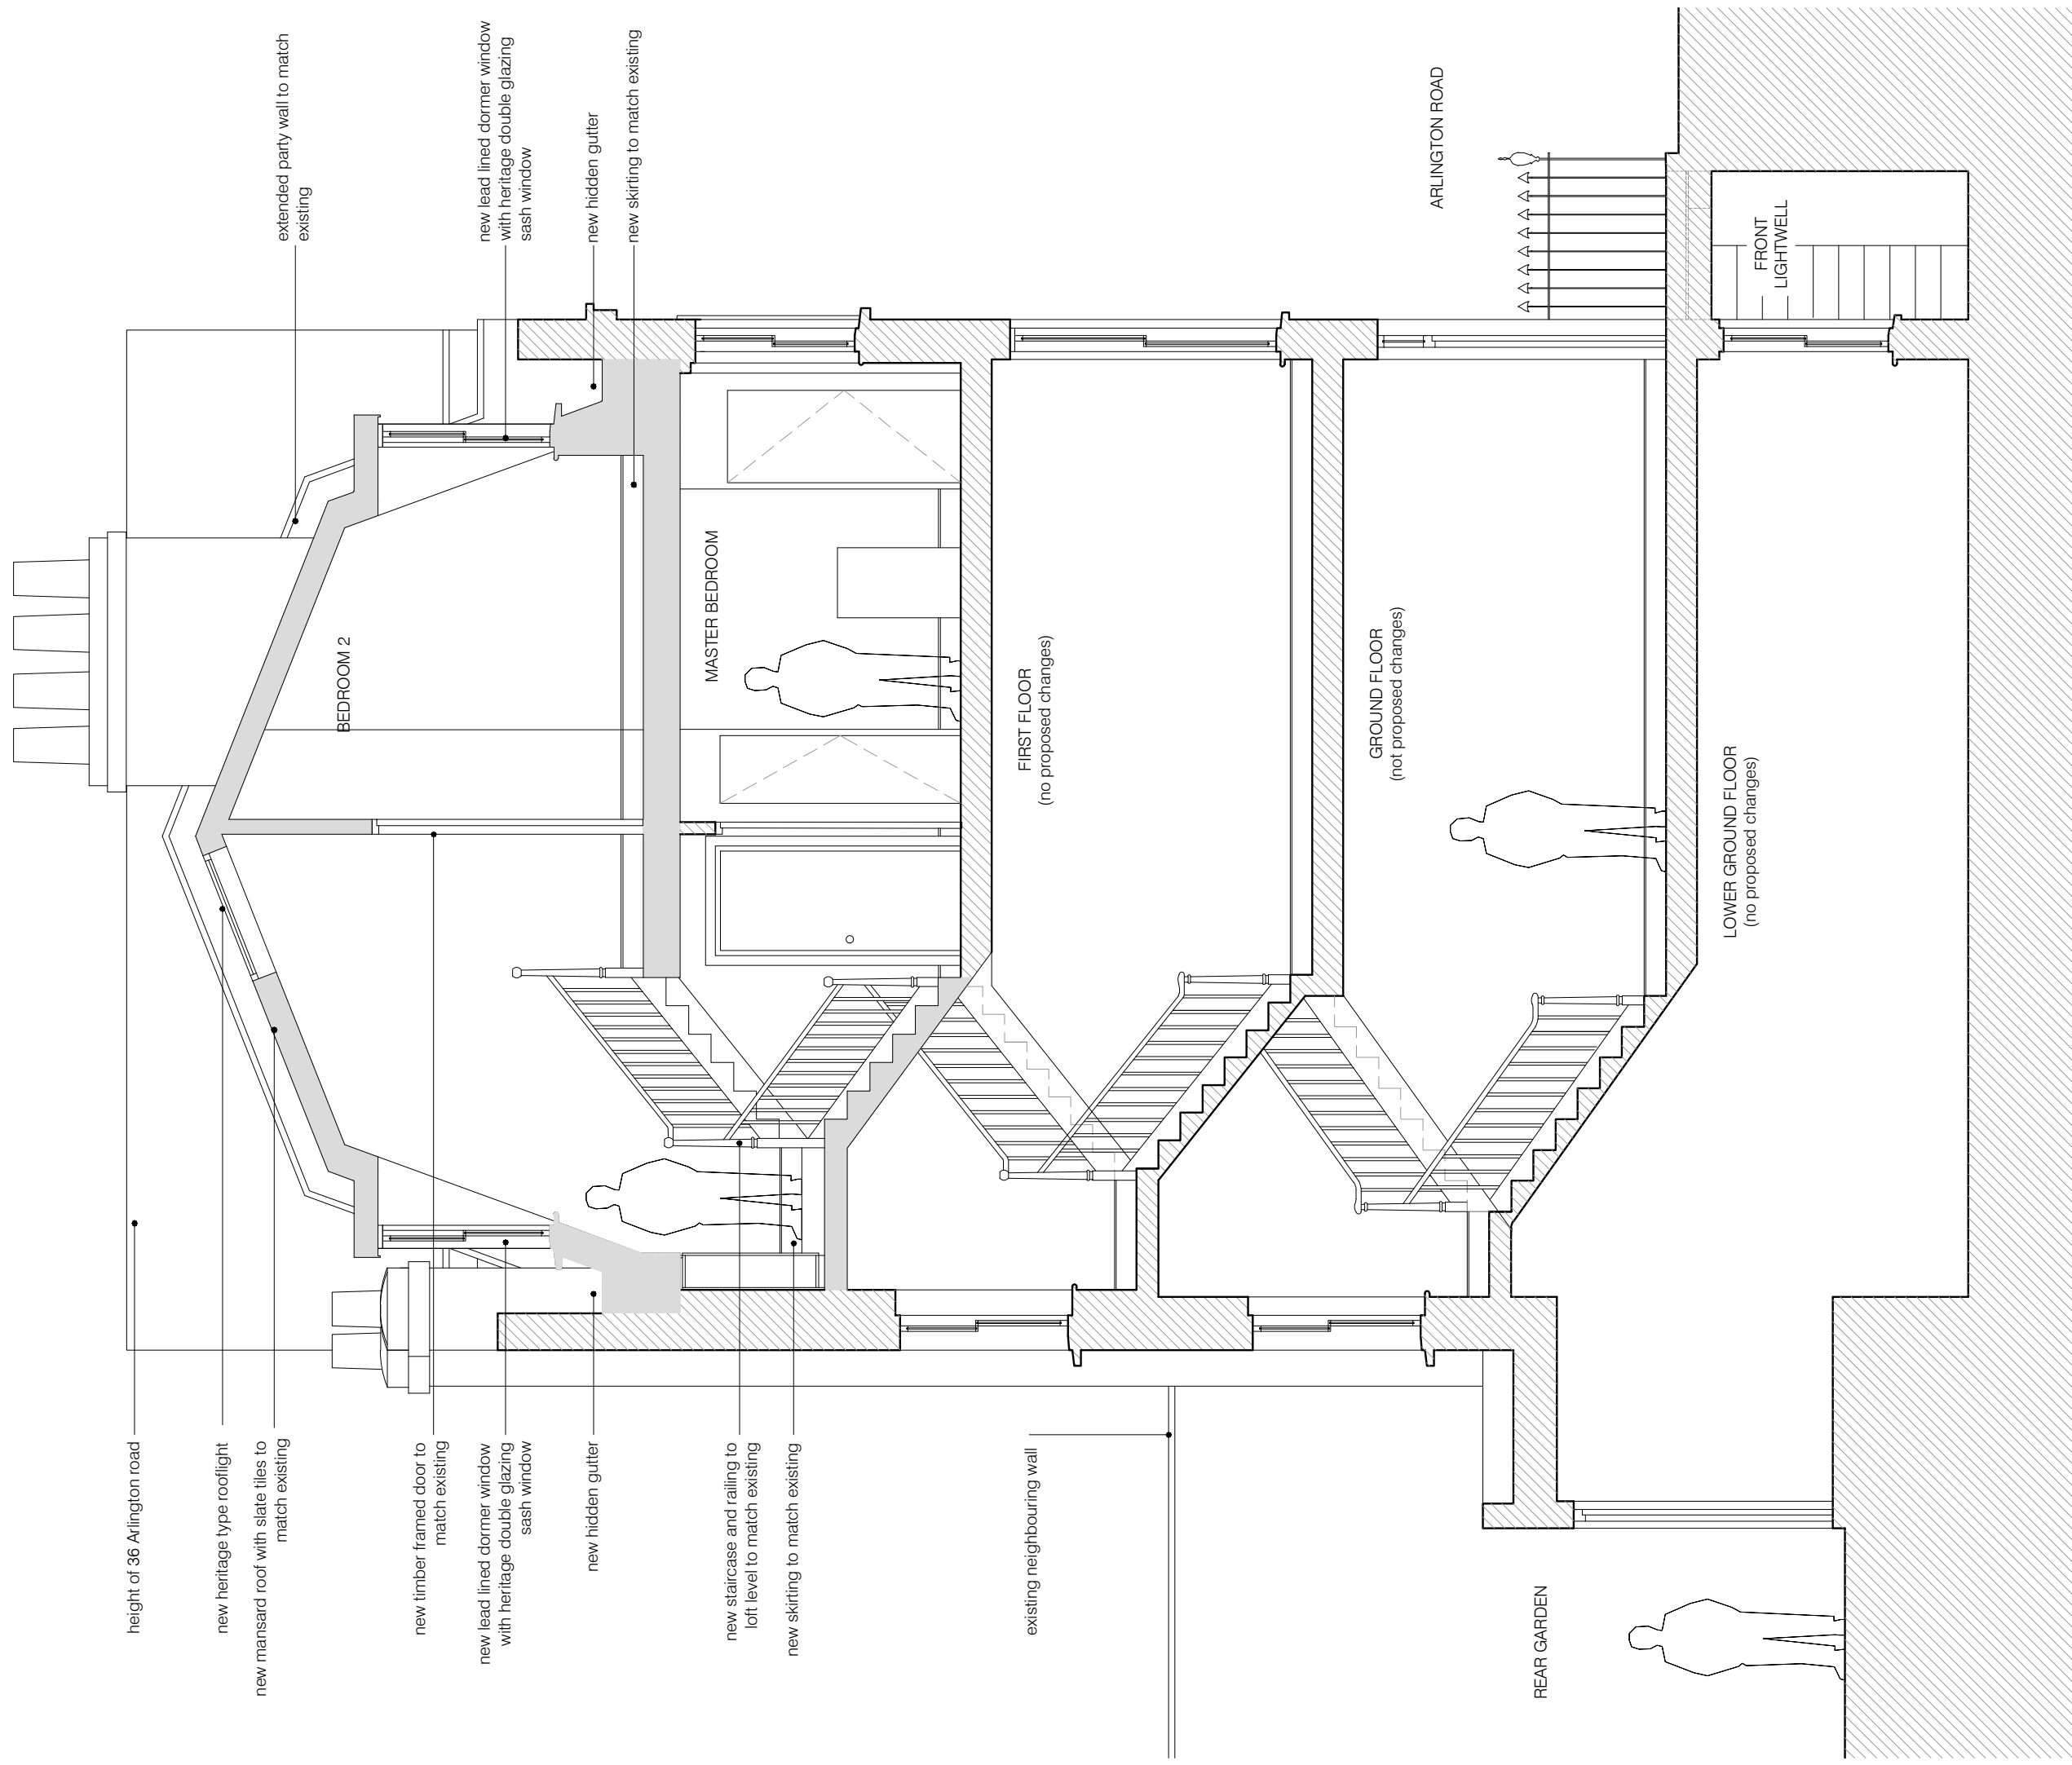 height of 36 Arlington road
new heritage type rooflight
new mansard roof with slate tiles to
match existing
new timber framed door to
match existing
new lead lined dormer window
with heritage double glazing
sash window
new hidden gutter
new staircase and railing to
loft level to match existing
new skirting to match existing
existing neighbouring wall
REAR GARDEN
BEDROOM 2
MASTER BEDROOM
FIRST FLOOR
(no proposed changes)
GROUND FLOOR
(not proposed changes)
LOWER GROUND FLOOR
(no proposed changes)
extended party wall to match
existing
new lead lined dormer window
with heritage double glazing
sash window
new hidden gutter
new skirting to match existing
ARLINGTON ROAD
FRONT
LIGHTWELL